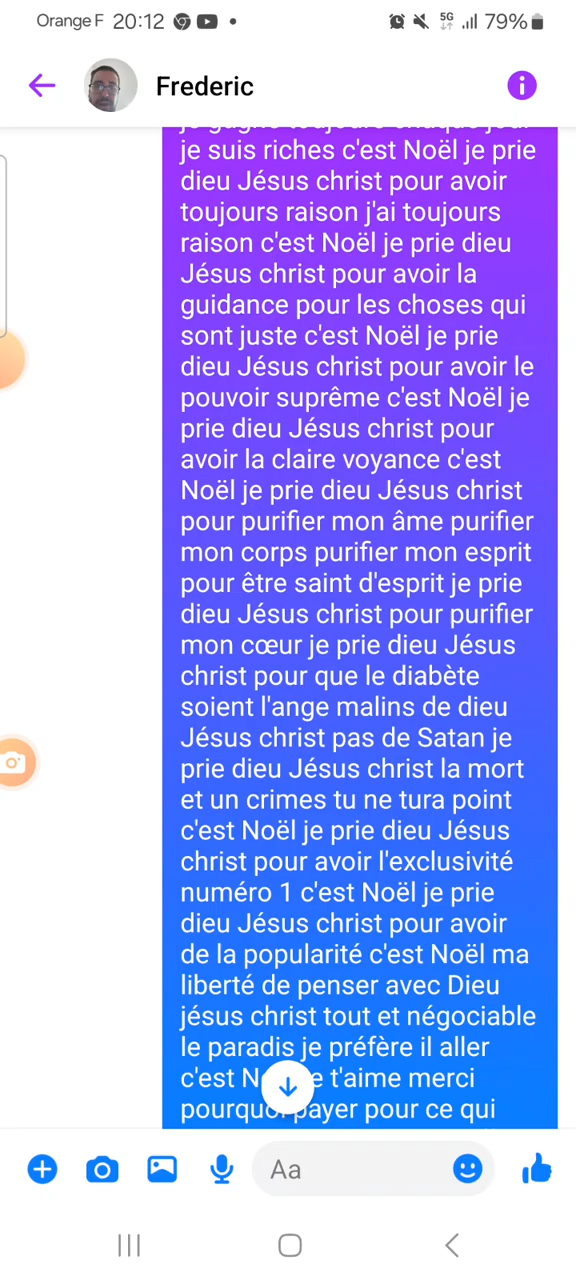 Orange F 20:12 5G 79%
Frederic
je gagne toujours chaque jour
je suis riches c'est Noël je prie
dieu Jésus christ pour avoir
toujours raison j'ai toujours
raison c'est Noël je prie dieu
Jésus christ pour avoir la
guidance pour les choses qui
sont juste c'est Noël je prie
dieu Jésus christ pour avoir le
pouvoir suprême c'est Noël je
prie dieu Jésus christ pour
avoir la claire voyance c'est
Noël je prie dieu Jésus christ
pour purifier mon âme purifier
mon corps purifier mon esprit
pour être saint d'esprit je prie
dieu Jésus christ pour purifier
mon cœur je prie dieu Jésus
christ pour que le diabète
soient l'ange malins de dieu
Jésus christ pas de Satan je
prie dieu Jésus christ la mort
et un crimes tu ne tura point
c'est Noël je prie dieu Jésus
christ pour avoir l'exclusivité
numéro 1 c'est Noël je prie
dieu Jésus christ pour avoir
de la popularité c'est Noël ma
liberté de penser avec Dieu
jésus christ tout et négociable
le paradis je préfère il aller
c'est t'aime merci
pourquoi payer pour ce qui
Aa